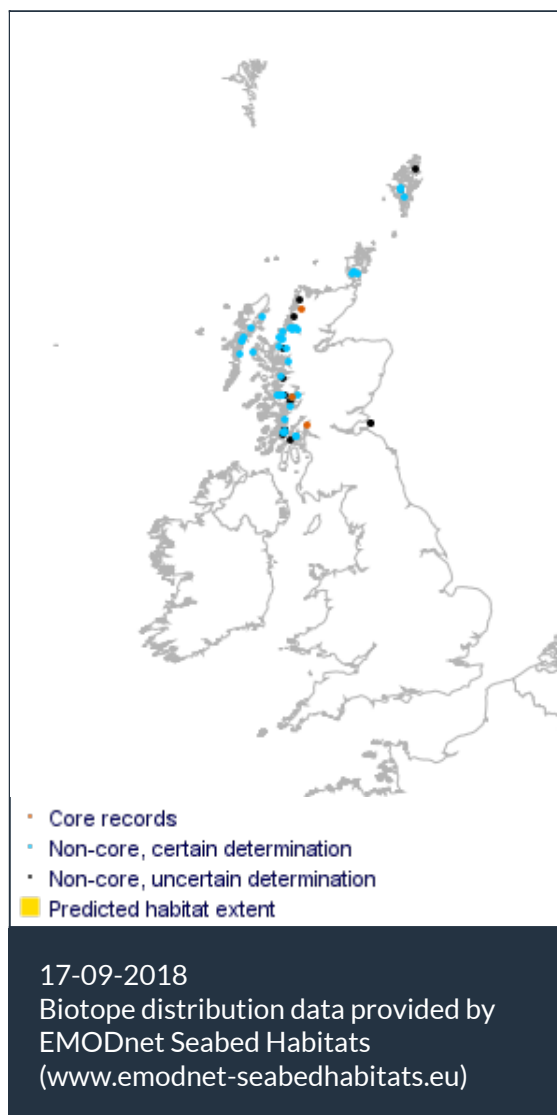 Core records
Non-core, certain determination
Non-core, uncertain determination
Predicted habitat extent
17-09-2018
Biotope distribution data provided by
EMODnet Seabed Habitats
(www.emodnet-seabedhabitats.eu)